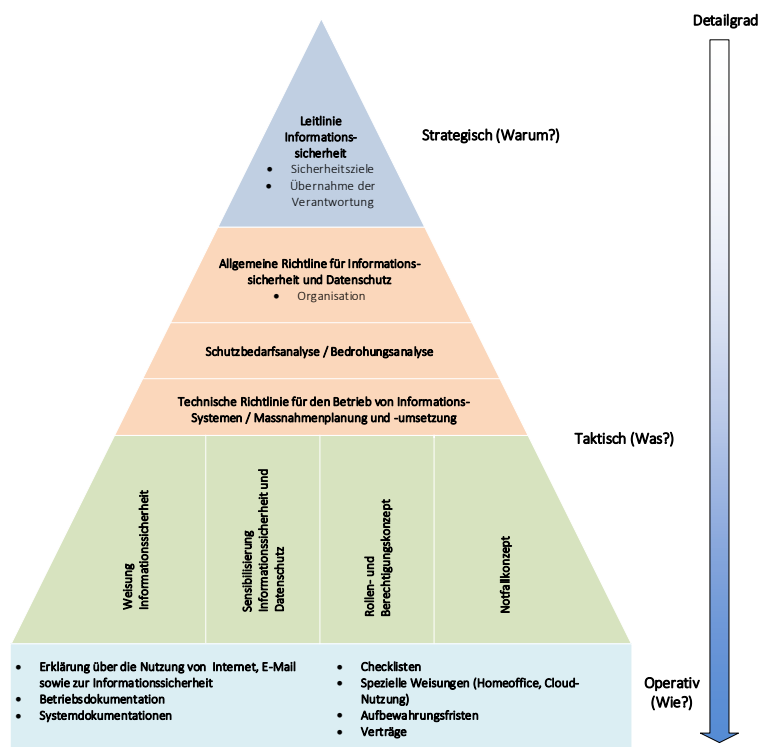 Detailgrad
Leitlinie
Informations-
sicherheit
• Sicherheitsziele
• Übernahme der
Verantwortung
Strategisch (Warum?)
Allgemeine Richtline für Informations-
sicherheit und Datenschutz
• Organisation
Schutzbedarfsanalyse / Bedrohungsanalyse
Technische Richtlinie für den Betrieb von Informations-
Systemen / Massnahmenplanung und -umsetzung
Taktisch (Was?)
Weisung
Informationssicherheit
Sensibilisierung
Informationssicherheit und
Datenschutz
Rollen- und
Berechtigungskonzept
Notfallkonzept
• Erklärung über die Nutzung von Internet, E-Mail
sowie zur Informationssicherheit
• Betriebsdokumentation
• Systemdokumentationen
• Checklisten
• Spezielle Weisungen (Homeoffice, Cloud-
Nutzung)
• Aufbewahrungsfristen
• Verträge
Operativ
(Wie?)